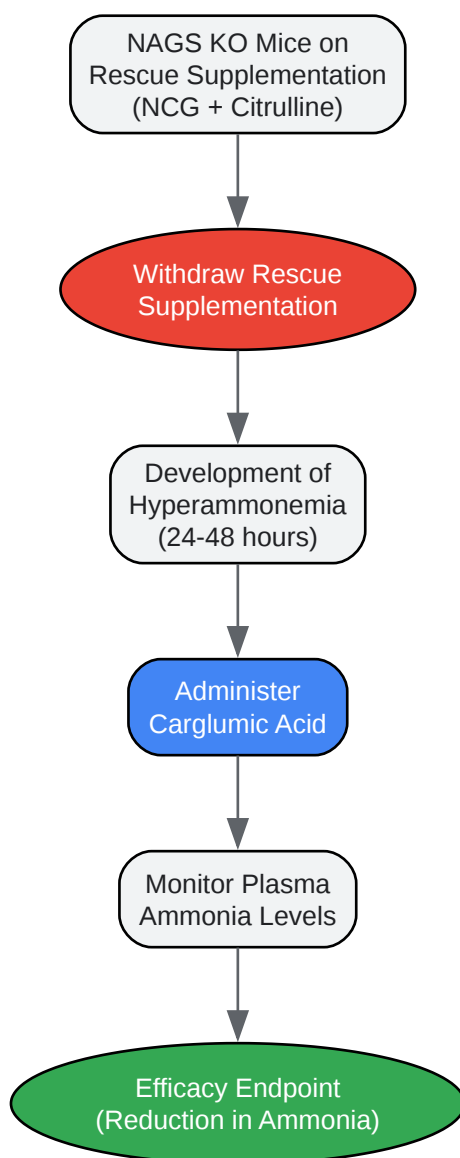 NAGS KO Mice on
Rescue Supplementation
(NCG + Citrulline)
Withdraw Rescue
Supplementation
Development of
Hyperammonemia
(24-48 hours)
Administer
Carglumic Acid
Monitor Plasma
Ammonia Levels
Efficacy Endpoint
(Reduction in Ammonia)